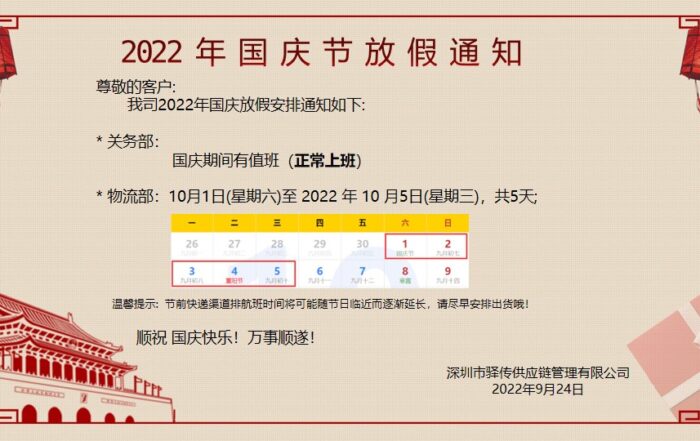 2022 年 国 庆 节 放 假 通 知
尊敬的客户:
我司2022年国庆放假安排通知如下:
* 关务部:
国庆期间有值班（正常上班）
* 物流部: 10月1日(星期六)至 2022 年 10 月5日(星期三)，共5天;
一 二 三 四 五 六 日
26 27 28 29 30 1 2
国庆节 九月初七
3 4 5 6 7 8 9
九月初八 重阳节 九月初十 九月十一 九月十二 寒露 九月十四
温馨提示: 节前快递渠道排航班时间将可能随节日临近而逐渐延长，请尽早安排出货哦!
顺祝 国庆快乐! 万事顺遂!
深圳市驿传供应链管理有限公司
2022年9月24日